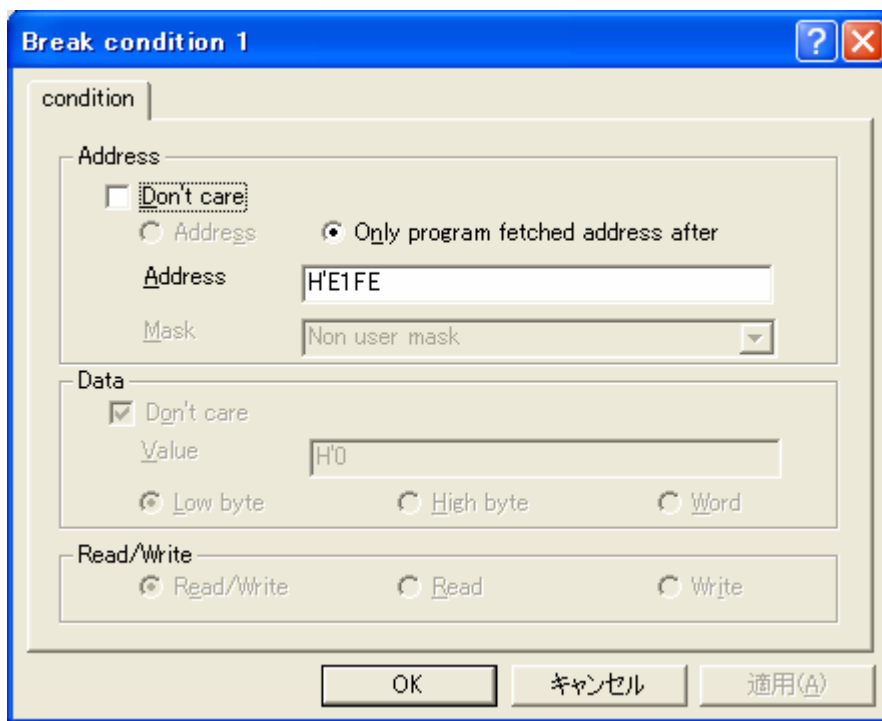 Break condition 1
condition
Address
Don't care
Address Only program fetched address after
Address H'E1FE
Mask Non user mask
Data
Don't care
Value H'0
Low byte High byte Word
Read/Write
Read/Write Read Write
OK キャンセル 適用(A)